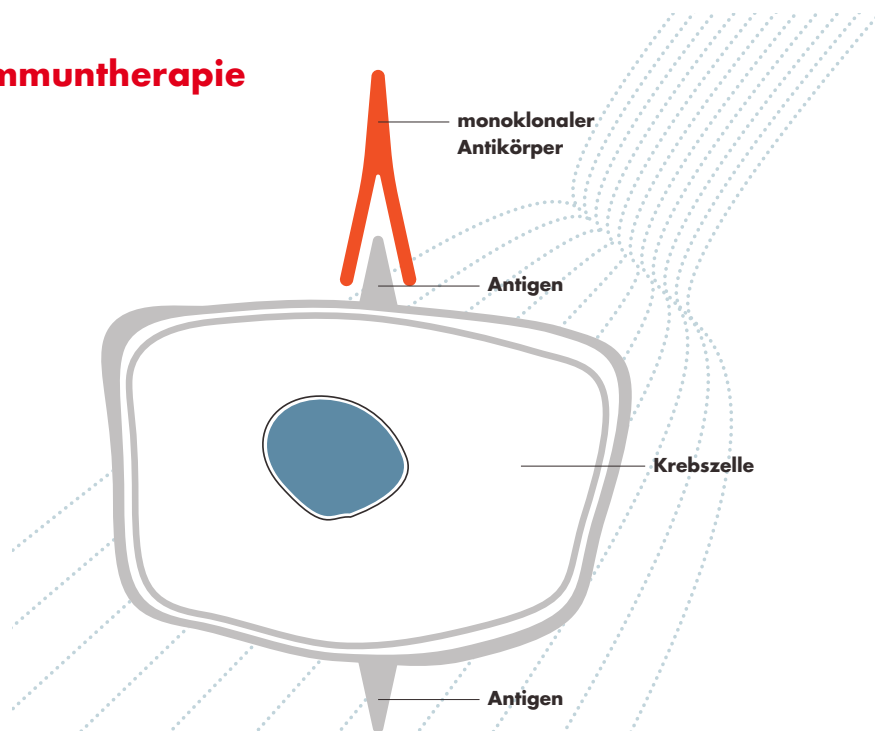 mmuntherapie
monoklonaler
Antikörper
Antigen
Krebszelle
Antigen